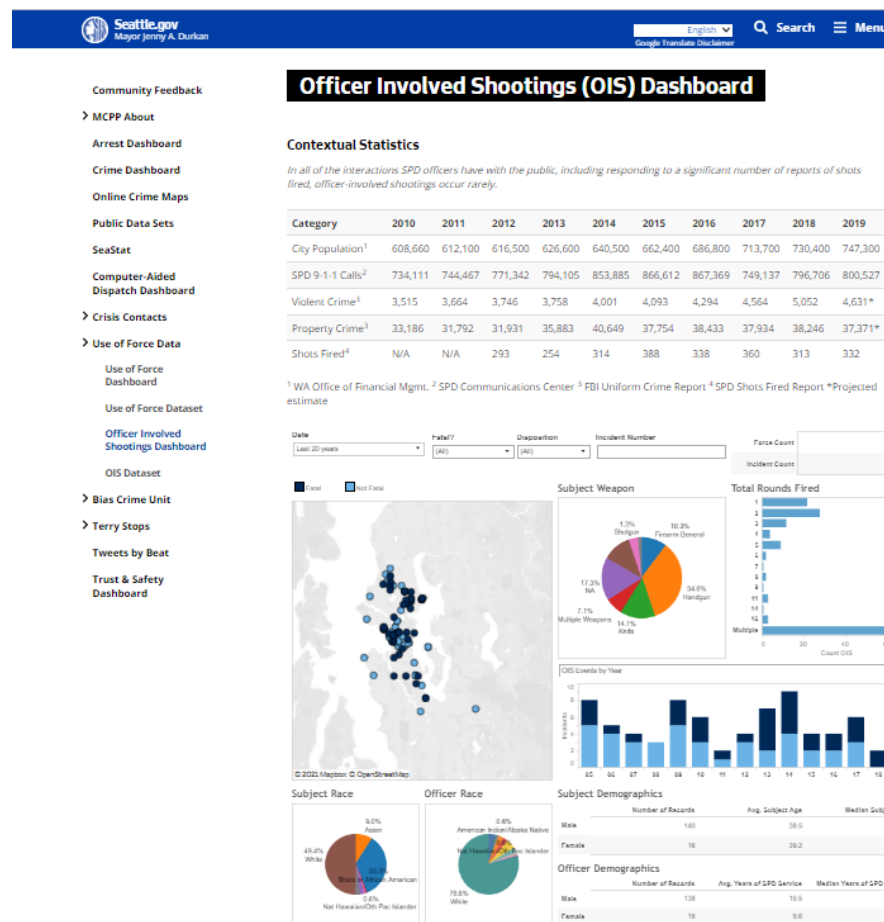 Seattle.gov
Mayor Jenny A. Durkan
English
Google Translate Disclaimer
Search
Menu
Community Feedback
MCPP About
Arrest Dashboard
Crime Dashboard
Online Crime Maps
Public Data Sets
SeaStat
Computer-Aided
Dispatch Dashboard
Crisis Contacts
Use of Force Data
Use of Force
Dashboard
Use of Force Dataset
Officer Involved
Shootings Dashboard
OIS Dataset
Bias Crime Unit
Terry Stops
Tweets by Beat
Trust & Safety
Dashboard
Officer Involved Shootings (OIS) Dashboard
Contextual Statistics
In all of the interactions SPD officers have with the public, including responding to a significant number of reports of shots
fired, officer-involved shootings occur rarely.
Category 2010 2011 2012 2013 2014 2015 2016 2017 2018 2019
City Population¹ 608,660 612,100 616,500 626,600 640,500 662,400 686,800 713,700 730,400 747,300
SPD 9-1-1 Calls² 734,111 744,467 771,342 794,105 853,885 866,612 867,369 749,137 796,706 800,527
Violent Crime³ 3,515 3,664 3,746 3,758 4,001 4,093 4,294 4,564 5,052 4,631*
Property Crime³ 33,186 31,792 31,931 35,883 40,649 37,754 38,433 37,934 38,246 37,371*
Shots Fired⁴ N/A N/A 293 254 314 388 338 360 313 332
¹ WA Office of Financial Mgmt. ² SPD Communications Center ³ FBI Uniform Crime Report ⁴ SPD Shots Fired Report *Projected
estimate
Date
Last 20 years
Fatal?
(All)
Disposition
(All)
Incident Number
Force Count
Incident Count
Fatal Not Fatal
© 2021 Mapbox © OpenStreetMap
Subject Weapon
1.3%
Shotgun
10.3%
Firearm General
34.6%
Handgun
14.1%
Knife
7.1%
Multiple Weapons
17.3%
NA
Total Rounds Fired
1
2
3
4
5
6
7
8
9
11
14
Multiple
0 20 40
Count OIS
OIS Events by Year
Incidents
10
8
6
4
2
0
05 06 07 08 09 10 11 12 13 14 15 16 17 18
Subject Race
9.0%
Asian
49.4%
White
Black or African American
0.6%
Nat Hawaiian/Oth Pac Islander
Officer Race
0.6%
American Indian/Alaska Native
Nat Hawaiian/Oth Pac Islander
78.8%
White
Subject Demographics
Number of Records Avg. Subject Age Median
Male 140 38.5
Female 16 39.2
Officer Demographics
Number of Records Avg. Years of SPD Service Median Years of SPD
Male 138 10.5
Female 18 9.6